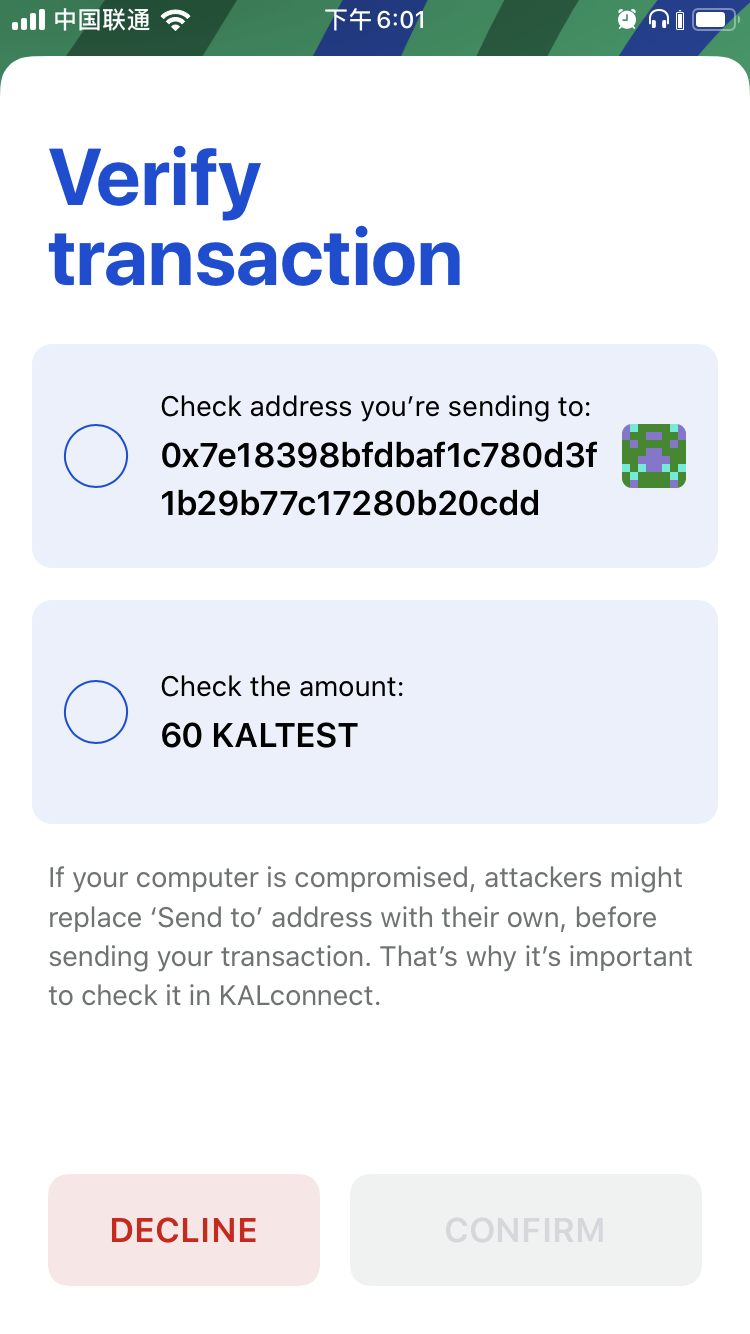 中国联通
下午6:01
Verify
transaction
Check address you’re sending to:
0x7e18398bfdbaf1c780d3f
1b29b77c17280b20cdd
Check the amount:
60 KALTEST
If your computer is compromised, attackers might
replace ‘Send to’ address with their own, before
sending your transaction. That’s why it’s important
to check it in KALconnect.
DECLINE
CONFIRM